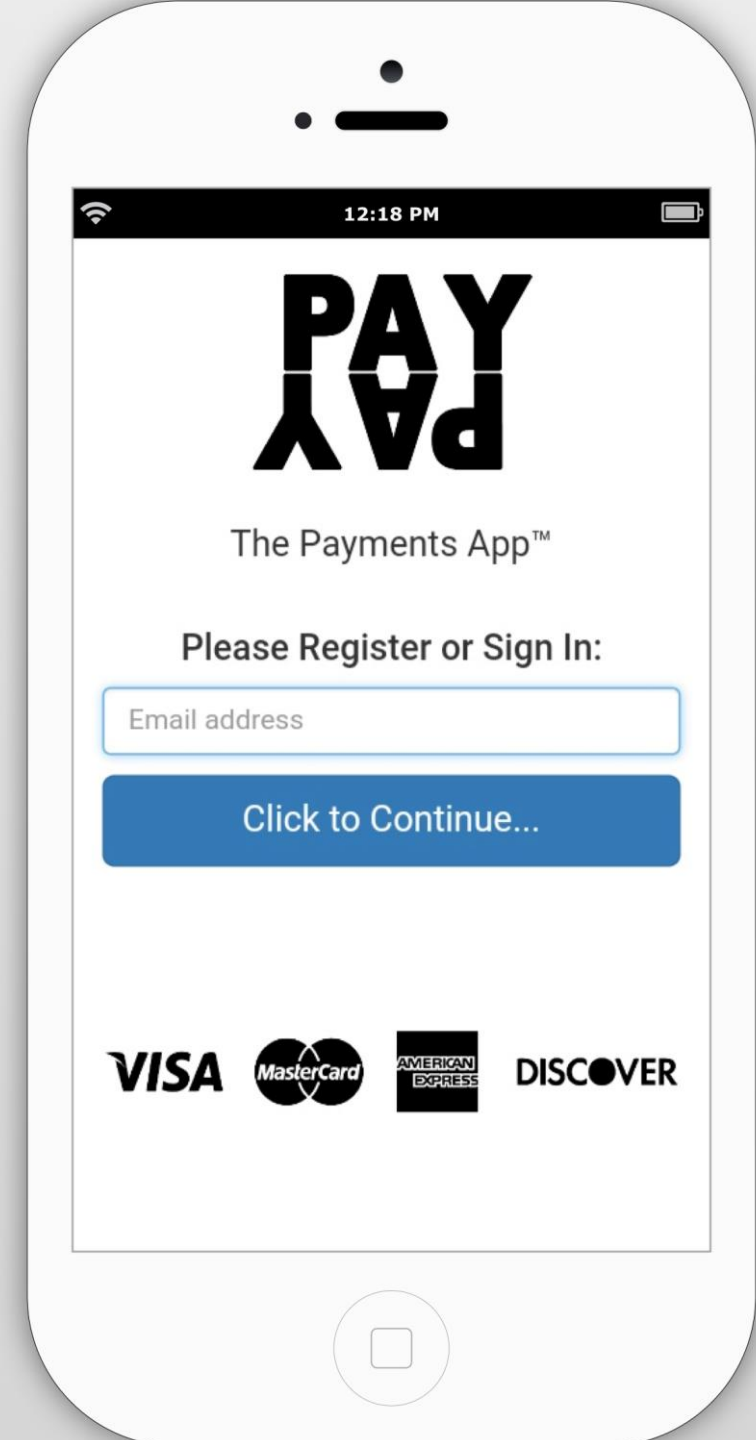 12:18 PM
PAY
PAY
The Payments App™
Please Register or Sign In:
Email address
Click to Continue...
VISA MasterCard AMERICAN EXPRESS DISCOVER